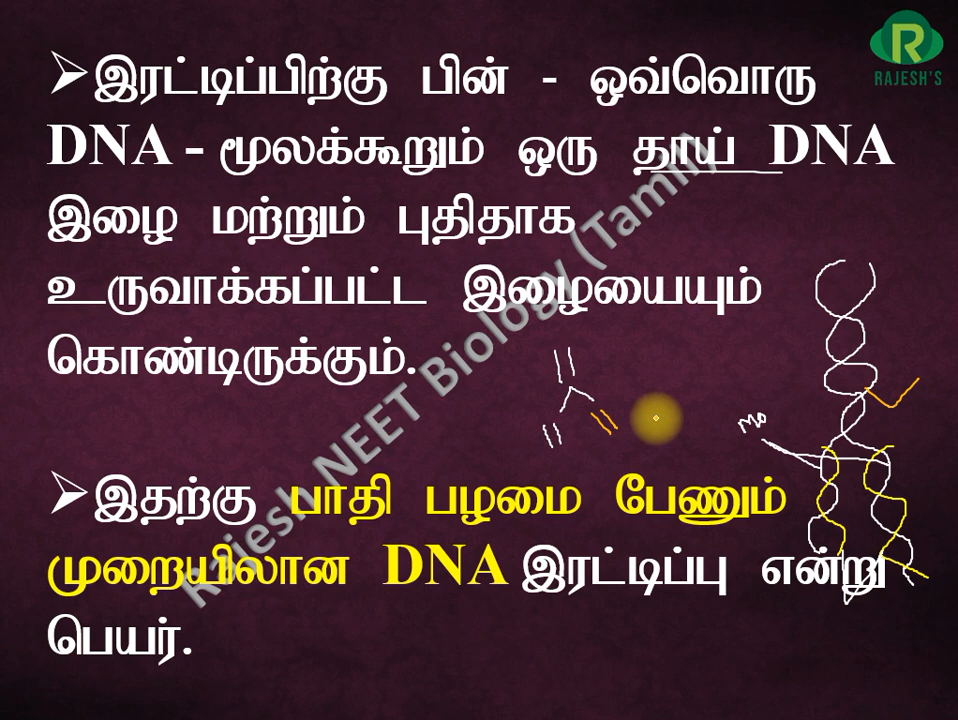 ➤இரட்டிப்பிற்கு பின் - ஒவ்வொரு
DNA - மூலக்கூறும் ஒரு தாய் DNA
இழை மற்றும் புதிதாக
உருவாக்கப்பட்ட இழையையும்
கொண்டிருக்கும்.
➤இதற்கு பாதி பழமை பேணும்
முறையிலான DNA இரட்டிப்பு என்று
பெயர்.
R
RAJESH'S
Rajesh NEET Biology (Tamil)